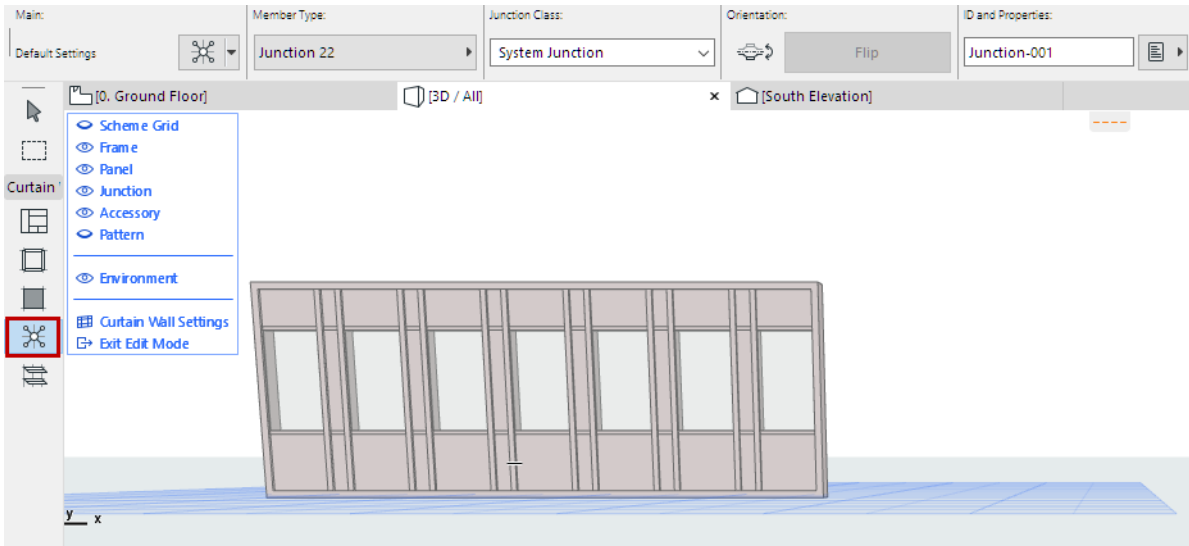 Main:
Member Type:
Junction Class:
Orientation:
ID and Properties:
Default Settings
Junction 22
System Junction
Flip
Junction-001
[0. Ground Floor]
[3D / All]
[South Elevation]
Scheme Grid
Frame
Panel
Junction
Accessory
Pattern
Environment
Curtain Wall Settings
Exit Edit Mode
Curtain
y
x